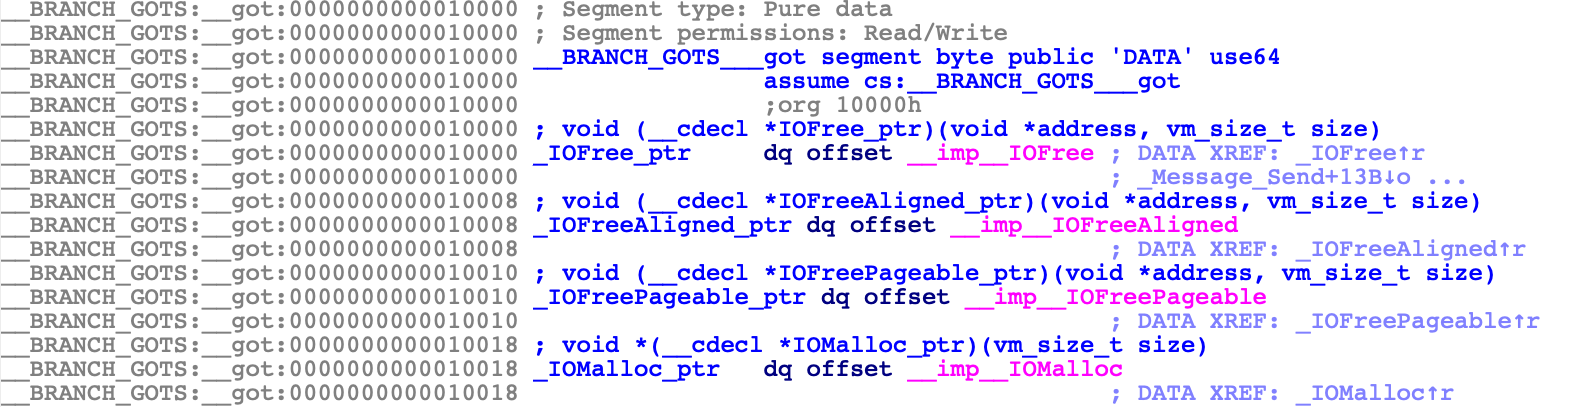 __BRANCH_GOTS:__got:0000000000010000 ; Segment type: Pure data
__BRANCH_GOTS:__got:0000000000010000 ; Segment permissions: Read/Write
__BRANCH_GOTS:__got:0000000000010000 __BRANCH_GOTS___got segment byte public 'DATA' use64
__BRANCH_GOTS:__got:0000000000010000 assume cs:__BRANCH_GOTS___got
__BRANCH_GOTS:__got:0000000000010000 ;org 10000h
__BRANCH_GOTS:__got:0000000000010000 ; void (__cdecl *IOFree_ptr)(void *address, vm_size_t size)
__BRANCH_GOTS:__got:0000000000010000 _IOFree_ptr dq offset __imp__IOFree ; DATA XREF: _IOFree↑r
__BRANCH_GOTS:__got:0000000000010000 ; _Message_Send+13B↓o ...
__BRANCH_GOTS:__got:0000000000010008 ; void (__cdecl *IOFreeAligned_ptr)(void *address, vm_size_t size)
__BRANCH_GOTS:__got:0000000000010008 _IOFreeAligned_ptr dq offset __imp__IOFreeAligned
__BRANCH_GOTS:__got:0000000000010008 ; DATA XREF: _IOFreeAligned↑r
__BRANCH_GOTS:__got:0000000000010010 ; void (__cdecl *IOFreePageable_ptr)(void *address, vm_size_t size)
__BRANCH_GOTS:__got:0000000000010010 _IOFreePageable_ptr dq offset __imp__IOFreePageable
__BRANCH_GOTS:__got:0000000000010010 ; DATA XREF: _IOFreePageable↑r
__BRANCH_GOTS:__got:0000000000010018 ; void *(__cdecl *IOMalloc_ptr)(vm_size_t size)
__BRANCH_GOTS:__got:0000000000010018 _IOMalloc_ptr dq offset __imp__IOMalloc
__BRANCH_GOTS:__got:0000000000010018 ; DATA XREF: _IOMalloc↑r